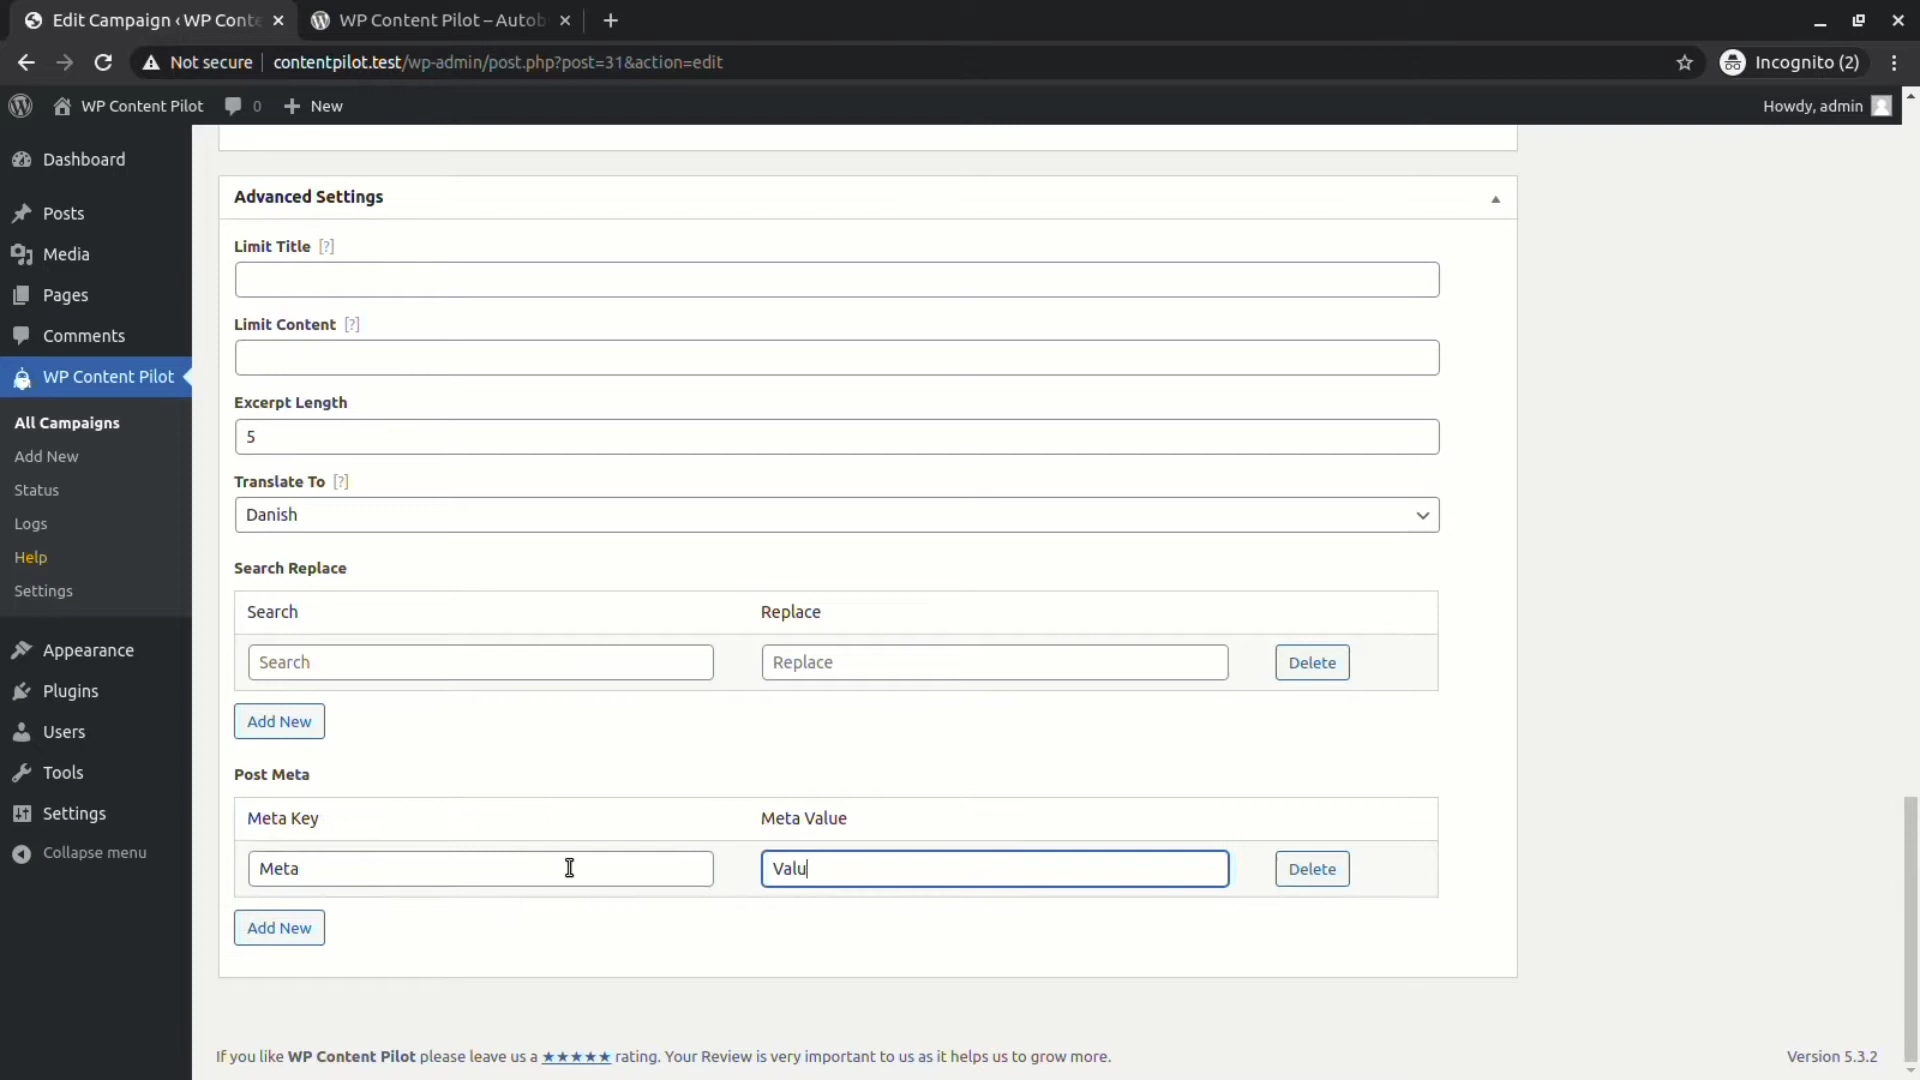 Edit Campaign ‹ WP Conte
WP Content Pilot – Autob
Not secure
contentpilot.test/wp-admin/post.php?post=31&action=edit
Incognito (2)
WP Content Pilot
0
New
Howdy, admin
Dashboard
Posts
Media
Pages
Comments
WP Content Pilot
All Campaigns
Add New
Status
Logs
Help
Settings
Appearance
Plugins
Users
Tools
Settings
Collapse menu
Advanced Settings
Limit Title [?]
Limit Content [?]
Excerpt Length
5
Translate To [?]
Danish
Search Replace
Search Replace
Search Replace Delete
Add New
Post Meta
Meta Key Meta Value
Meta Valu Delete
Add New
If you like WP Content Pilot please leave us a ★★★★★ rating. Your Review is very important to us as it helps us to grow more.
Version 5.3.2